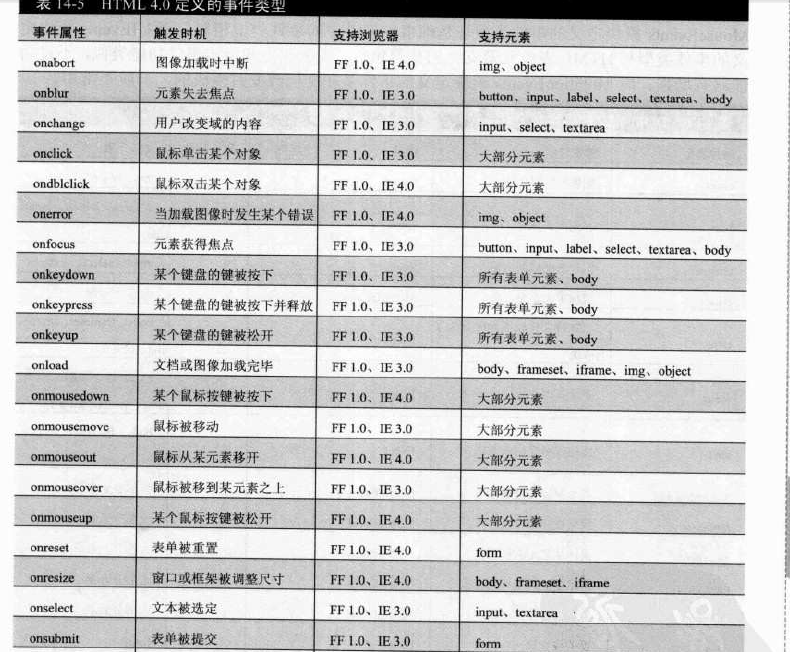 表 14-5 HTML 4.0 定义的事件类型
事件属性 触发时机 支持浏览器 支持元素
onabort 图像加载时中断 FF 1.0、IE 4.0 img、object
onblur 元素失去焦点 FF 1.0、IE 3.0 button、input、label、select、textarea、body
onchange 用户改变域的内容 FF 1.0、IE 3.0 input、select、textarea
onclick 鼠标单击某个对象 FF 1.0、IE 3.0 大部分元素
ondblclick 鼠标双击某个对象 FF 1.0、IE 4.0 大部分元素
onerror 当加载图像时发生某个错误 FF 1.0、IE 4.0 img、object
onfocus 元素获得焦点 FF 1.0、IE 3.0 button、input、label、select、textarea、body
onkeydown 某个键盘的键被按下 FF 1.0、IE 3.0 所有表单元素、body
onkeypress 某个键盘的键被按下并释放 FF 1.0、IE 3.0 所有表单元素、body
onkeyup 某个键盘的键被松开 FF 1.0、IE 3.0 所有表单元素、body
onload 文档或图像加载完毕 FF 1.0、IE 3.0 body、frameset、iframe、img、object
onmousedown 某个鼠标按键被按下 FF 1.0、IE 4.0 大部分元素
onmousemove 鼠标被移动 FF 1.0、IE 3.0 大部分元素
onmouseout 鼠标从某元素移开 FF 1.0、IE 4.0 大部分元素
onmouseover 鼠标被移到某元素之上 FF 1.0、IE 3.0 大部分元素
onmouseup 某个鼠标按键被松开 FF 1.0、IE 4.0 大部分元素
onreset 表单被重置 FF 1.0、IE 4.0 form
onresize 窗口或框架被调整尺寸 FF 1.0、IE 4.0 body、frameset、iframe
onselect 文本被选定 FF 1.0、IE 3.0 input、textarea
onsubmit 表单被提交 FF 1.0、IE 3.0 form